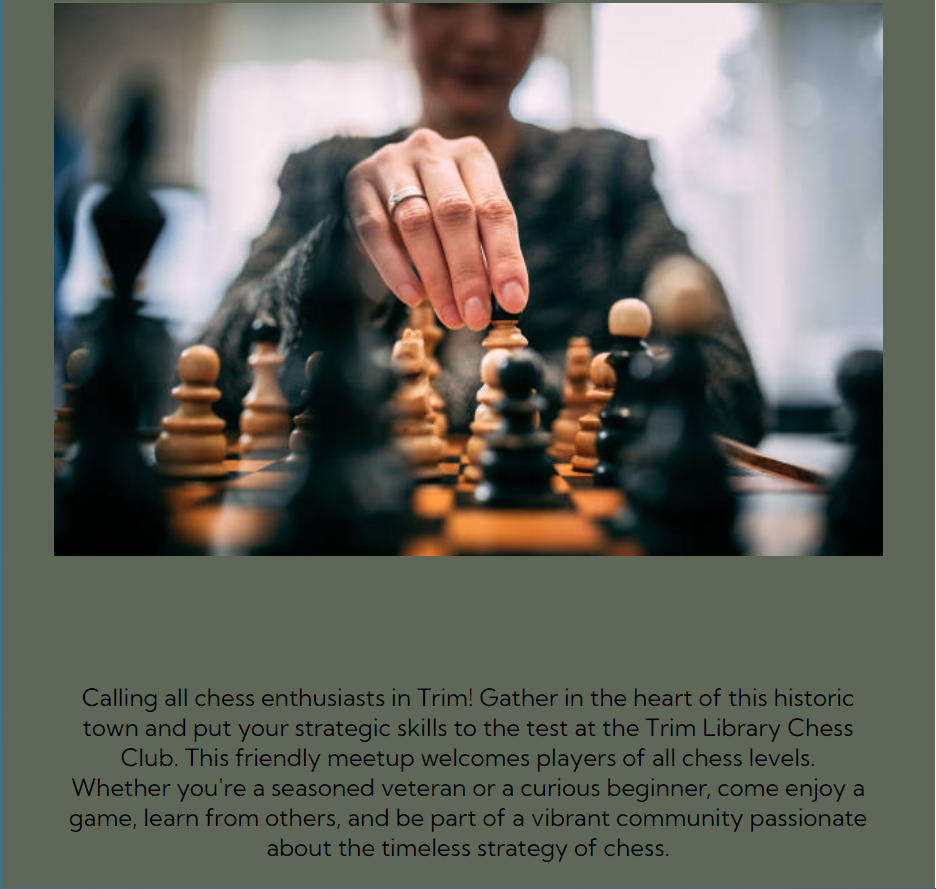 Calling all chess enthusiasts in Trim! Gather in the heart of this historic
town and put your strategic skills to the test at the Trim Library Chess
Club. This friendly meetup welcomes players of all chess levels.
Whether you're a seasoned veteran or a curious beginner, come enjoy a
game, learn from others, and be part of a vibrant community passionate
about the timeless strategy of chess.